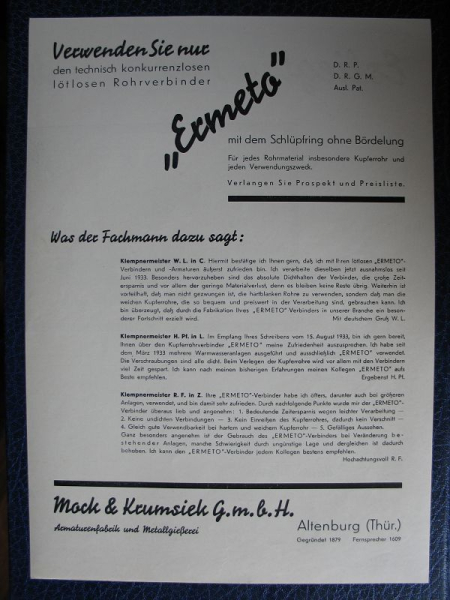 Verwenden Sie nur
den technisch konkurrenzlosen
lötlosen Rohrverbinder
„Ermeto"
D. R. P.
D. R. G. M.
Ausl. Pat.
mit dem Schlüpfring ohne Bördelung
Für jedes Rohrmaterial insbesondere Kupferrohr und
jeden Verwendungszweck.
Verlangen Sie Prospekt und Preisliste.
Was der Fachmann dazu sagt:
Klempnermeister W. L. in C. Hiermit bestätige ich Ihnen gern, daß ich mit Ihren lötlosen „ERMETO"-
Verbindern und -Armaturen äußerst zufrieden bin. Ich verarbeite dieselben jetzt ausnahmslos seit
Juni 1933. Besonders hervorzuheben sind das absolute Dichthalten der Verbinder, die große Zeit-
ersparnis und vor allem der geringe Materialverlust, denn es bleiben keine Reste übrig. Weiterhin ist
vorteilhaft, daß man nicht gezwungen ist, die hartblanken Rohre zu verwenden, sondern daß man die
weichen Kupferrohre, die so bequem und preiswert in der Verarbeitung sind, gebrauchen kann. Ich
bin überzeugt, daß durch die Fabrikation Ihres „ERMETO" Verbinders in unserer Branche ein beson-
derer Fortschritt erzielt wird. Mit deutschem Gruß W. L.
Klempnermeister H. Pf. in L. Im Empfang Ihres Schreibens vom 15. August 1933, bin ich gern bereit,
Ihnen über den Kupferrohrverbinder „ERMETO" meine Zufriedenheit auszusprechen. Ich habe seit
dem März 1933 mehrere Warmwasseranlagen ausgeführt und ausschließlich „ERMETO" verwendet.
Die Verschraubungen sind alle dicht. Beim Verlegen der Kupferrohre wird vor allem mit den Verbindern
viel Zeit gespart. Ich kann nach meinen bisherigen Erfahrungen meinen Kollegen „ERMETO" aufs
Beste empfehlen. Ergebenst H. Pf.
Klempnermeister R. F. in Z. Ihre „ERMETO"-Verbinder habe ich öfters, darunter auch bei größeren
Anlagen, verwendet, und bin damit sehr zufrieden. Durch nachfolgende Punkte wurde mir der „ERMETO"-
Verbinder überaus lieb und angenehm: 1. Bedeutende Zeitersparnis wegen leichter Verarbeitung —
2. Keine undichten Verbindungen — 3. Kein Einreißen des Kupferrohres, dadurch kein Verschnitt —
4. Gleich gute Verwendbarkeit bei hartem und weichem Kupferrohr — 5. Gefälliges Aussehen.
Ganz besonders angenehm ist der Gebrauch des „ERMETO"-Verbinders bei Veränderung be-
stehender Anlagen, mancher Schwierigkeit durch ungünstige Lage und dergleichen ist dadurch
behoben. Ich kann den „ERMETO"-Verbinder jedem Kollegen bestens empfehlen.
Hochachtungsvoll R. F.
Mock & Krumsiek G.m.b.H.
Armaturenfabrik und Metallgießerei
Altenburg (Thür.)
Gegründet 1879 Fernsprecher 1609